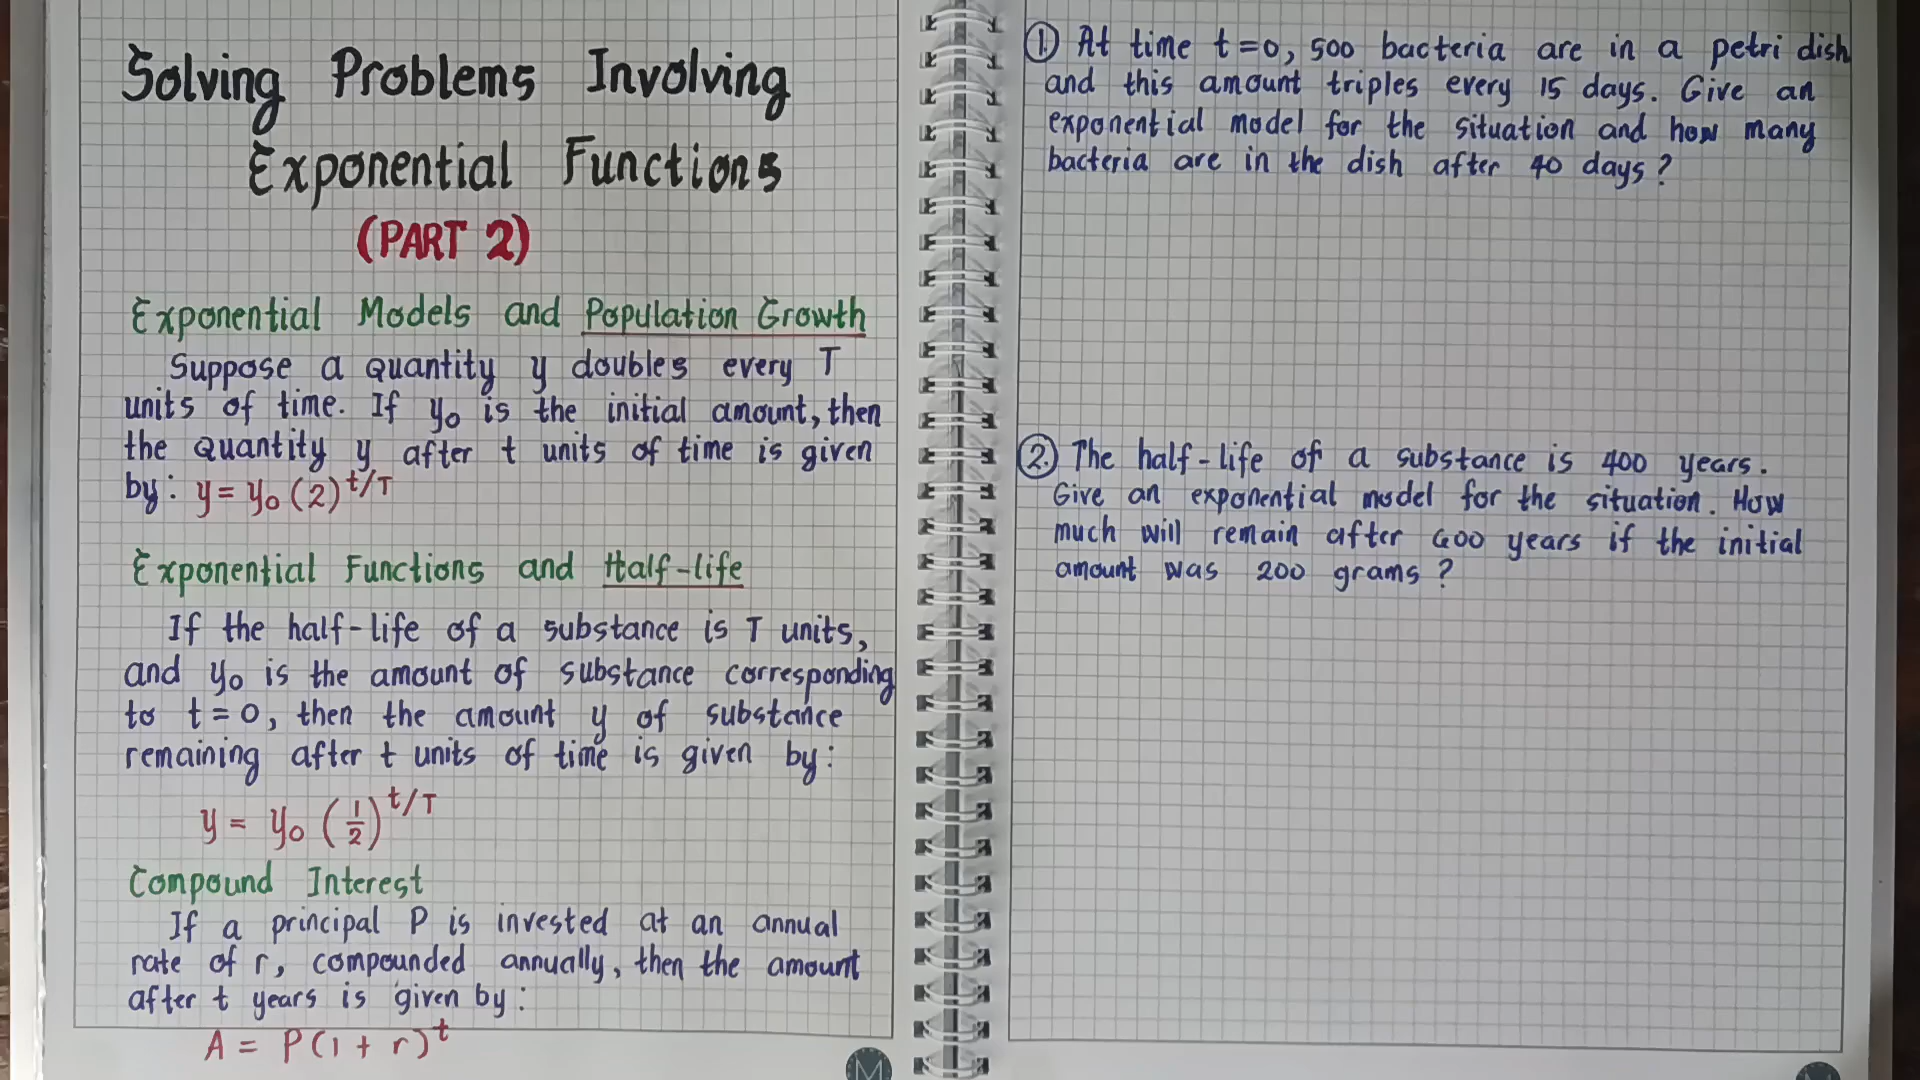 Solving Problems Involving
Exponential Functions
(PART 2)
Exponential Models and Population Growth
Suppose a quantity y doubles every T
units of time. If y₀ is the initial amount, then
the quantity y after t units of time is given
by: y = y₀ (2)^t/T
Exponential Functions and Half-life
If the half-life of a substance is T units,
and y₀ is the amount of substance corresponding
to t = 0, then the amount y of substance
remaining after t units of time is given by:
y = y₀ (1/2)^t/T
Compound Interest
If a principal P is invested at an annual
rate of r, compounded annually, then the amount
after t years is given by:
A = P(1 + r)^t
M
1. At time t = 0, 500 bacteria are in a petri dish
and this amount triples every 15 days. Give an
exponential model for the situation and how many
bacteria are in the dish after 40 days?
2. The half-life of a substance is 400 years.
Give an exponential model for the situation. How
much will remain after 600 years if the initial
amount was 200 grams?
M